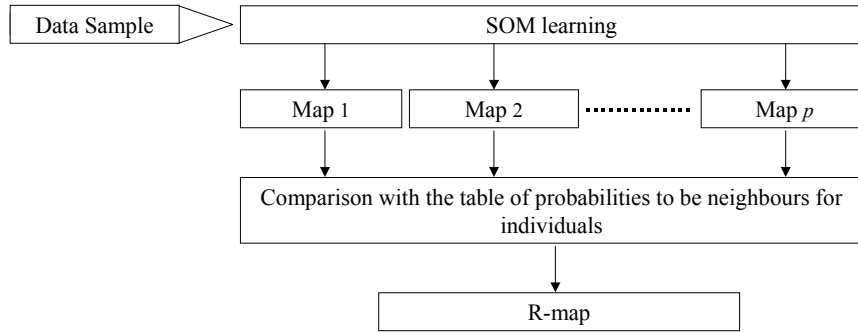 Data Sample
SOM learning
Map 1
Map 2
Map p
Comparison with the table of probabilities to be neighbours for
individuals
R-map